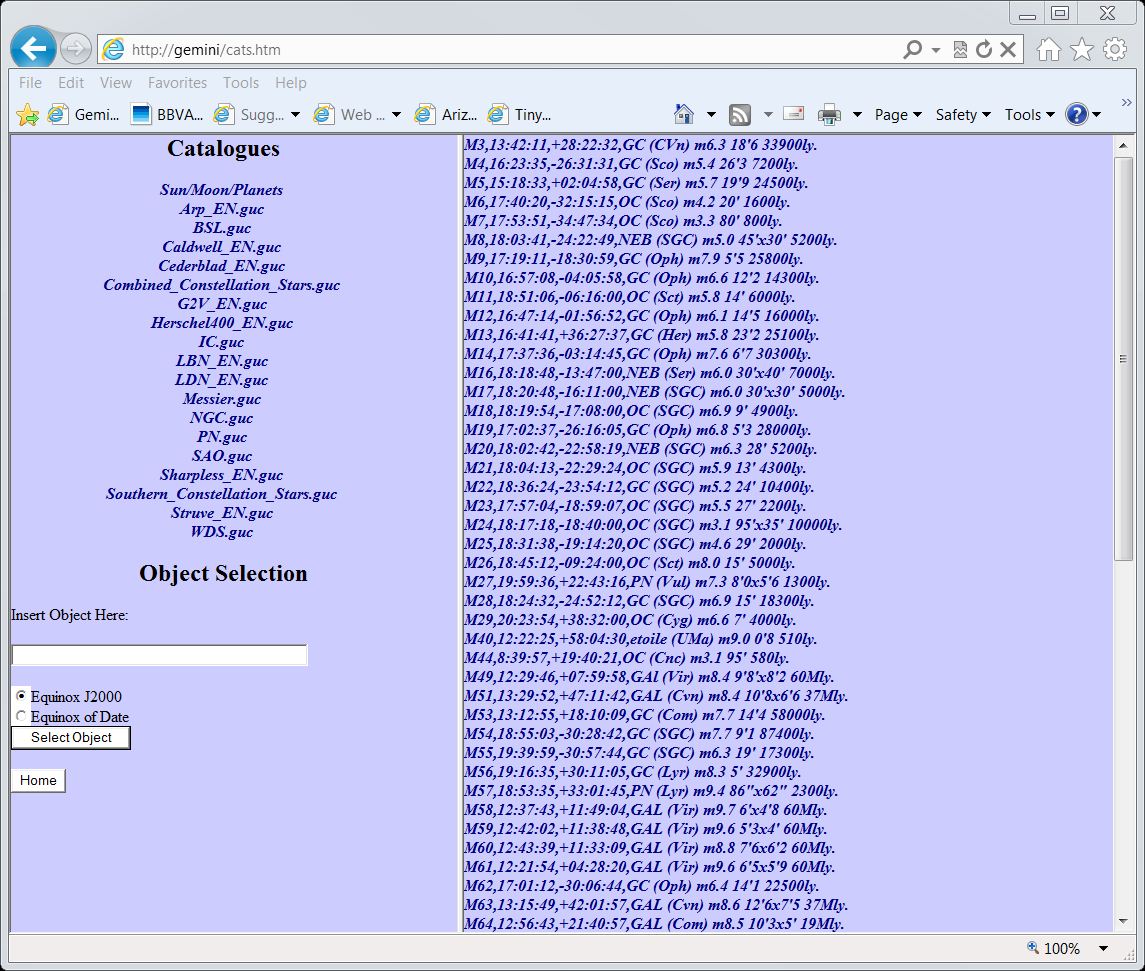 http://gemini/cats.htm
File Edit View Favorites Tools Help
Gemi... BBVA... Sugg... Web ... Ariz... Tiny... Page Safety Tools
Catalogues
Sun/Moon/Planets
Arp_EN.guc
BSL.guc
Caldwell_EN.guc
Cederblad_EN.guc
Combined_Constellation_Stars.guc
G2V_EN.guc
Herschel400_EN.guc
IC.guc
LBN_EN.guc
LDN_EN.guc
Messier.guc
NGC.guc
PN.guc
SAO.guc
Sharpless_EN.guc
Southern_Constellation_Stars.guc
Struve_EN.guc
WDS.guc
Object Selection
Insert Object Here:
Equinox J2000
Equinox of Date
Select Object
Home
M3,13:42:11,+28:22:32,GC (CVn) m6.3 18'6 33900ly.
M4,16:23:35,-26:31:31,GC (Sco) m5.4 26'3 7200ly.
M5,15:18:33,+02:04:58,GC (Ser) m5.7 19'9 24500ly.
M6,17:40:20,-32:15:15,OC (Sco) m4.2 20' 1600ly.
M7,17:53:51,-34:47:34,OC (Sco) m3.3 80' 800ly.
M8,18:03:41,-24:22:49,NEB (SGC) m5.0 45'x30' 5200ly.
M9,17:19:11,-18:30:59,GC (Oph) m7.9 5'5 25800ly.
M10,16:57:08,-04:05:58,GC (Oph) m6.6 12'2 14300ly.
M11,18:51:06,-06:16:00,OC (Sct) m5.8 14' 6000ly.
M12,16:47:14,-01:56:52,GC (Oph) m6.1 14'5 16000ly.
M13,16:41:41,+36:27:37,GC (Her) m5.8 23'2 25100ly.
M14,17:37:36,-03:14:45,GC (Oph) m7.6 6'7 30300ly.
M16,18:18:48,-13:47:00,NEB (Ser) m6.0 30'x40' 7000ly.
M17,18:20:48,-16:11:00,NEB (SGC) m6.0 30'x30' 5000ly.
M18,18:19:54,-17:08:00,OC (SGC) m6.9 9' 4900ly.
M19,17:02:37,-26:16:05,GC (Oph) m6.8 5'3 28000ly.
M20,18:02:42,-22:58:19,NEB (SGC) m6.3 28' 5200ly.
M21,18:04:13,-22:29:24,OC (SGC) m5.9 13' 4300ly.
M22,18:36:24,-23:54:12,GC (SGC) m5.2 24' 10400ly.
M23,17:57:04,-18:59:07,OC (SGC) m5.5 27' 2200ly.
M24,18:17:18,-18:40:00,OC (SGC) m3.1 95'x35' 10000ly.
M25,18:31:38,-19:14:20,OC (SGC) m4.6 29' 2000ly.
M26,18:45:12,-09:24:00,OC (Sct) m8.0 15' 5000ly.
M27,19:59:36,+22:43:16,PN (Vul) m7.3 8'0x5'6 1300ly.
M28,18:24:32,-24:52:12,GC (SGC) m6.9 15' 18300ly.
M29,20:23:54,+38:32:00,OC (Cyg) m6.6 7' 4000ly.
M40,12:22:25,+58:04:30,etoile (UMa) m9.0 0'8 510ly.
M44,8:39:57,+19:40:21,OC (Cnc) m3.1 95' 580ly.
M49,12:29:46,+07:59:58,GAl (Vir) m8.4 9'8'x8'2 60Mly.
M51,13:29:52,+47:11:42,GAL (Cvn) m8.4 10'8x6'6 37Mly.
M53,13:12:55,+18:10:09,GC (Com) m7.7 14'4 58000ly.
M54,18:55:03,-30:28:42,GC (SGC) m7.7 9'1 87400ly.
M55,19:39:59,-30:57:44,GC (SGC) m6.3 19' 17300ly.
M56,19:16:35,+30:11:05,GC (Lyr) m8.3 5' 32900ly.
M57,18:53:35,+33:01:45,PN (Lyr) m9.4 86"x62" 2300ly.
M58,12:37:43,+11:49:04,GAL (Vir) m9.7 6'x4'8 60Mly.
M59,12:42:02,+11:38:48,GAL (Vir) m9.6 5'3x4' 60Mly.
M60,12:43:39,+11:33:09,GAL (Vir) m8.8 7'6x6'2 60Mly.
M61,12:21:54,+04:28:20,GAL (Vir) m9.6 6'5x5'9 60Mly.
M62,17:01:12,-30:06:44,GC (Oph) m6.4 14'1 22500ly.
M63,13:15:49,+42:01:57,GAL (Cvn) m8.6 12'6x7'5 37Mly.
M64,12:56:43,+21:40:57,GAL (Com) m8.5 10'3x5' 19Mly.
100%